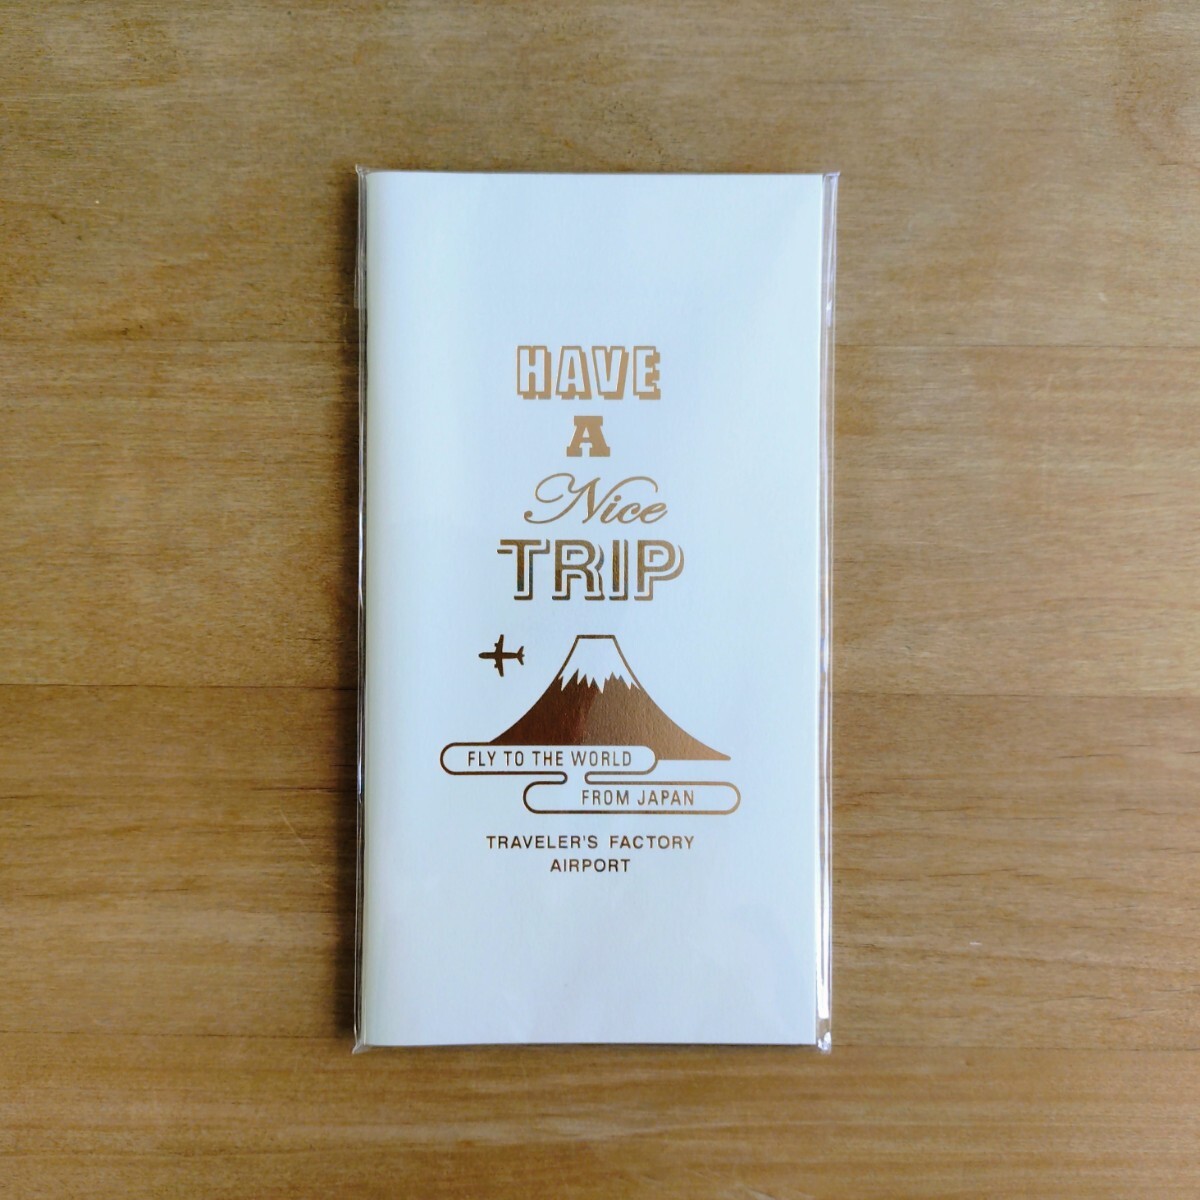 HAVE
A
Nice
TRIP
FLY TO THE WORLD
FROM JAPAN
TRAVELER'S FACTORY
AIRPORT